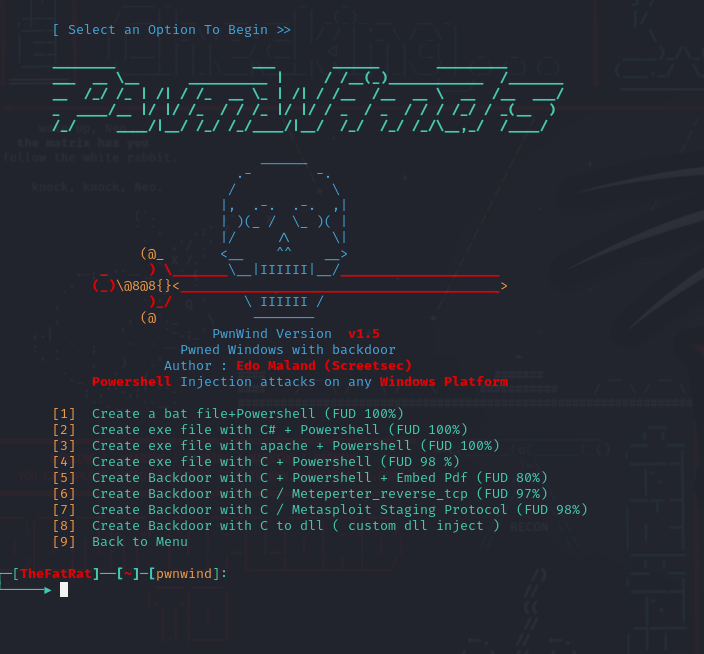 [ Select an Option To Begin >>
PWNWIND
PwnWind Version v1.5
Pwned Windows with backdoor
Author : Edo Maland (Screetsec)
Powershell Injection attacks on any Windows Platform
[1] Create a bat file+Powershell (FUD 100%)
[2] Create exe file with C# + Powershell (FUD 100%)
[3] Create exe file with apache + Powershell (FUD 100%)
[4] Create exe file with C + Powershell (FUD 98 %)
[5] Create Backdoor with C + Powershell + Embed Pdf (FUD 80%)
[6] Create Backdoor with C / Meteperter_reverse_tcp (FUD 97%)
[7] Create Backdoor with C / Metasploit Staging Protocol (FUD 98%)
[8] Create Backdoor with C to dll ( custom dll inject )
[9] Back to Menu
[TheFatRat]—[~]—[pwnwind]:
the matrix has you
follow the white rabbit.
knock, knock, Neo.
RECON